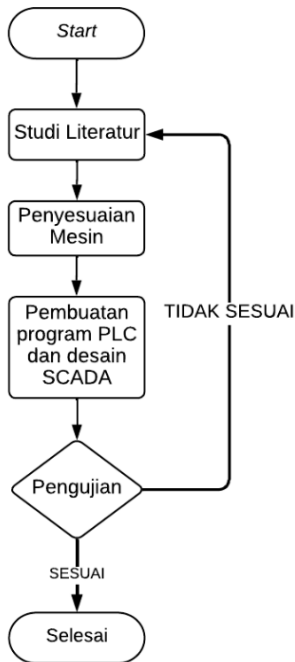 Start
Studi Literatur
Penyesuaian
Mesin
Pembuatan
program PLC
dan desain
SCADA
TIDAK SESUAI
Pengujian
SESUAI
Selesai